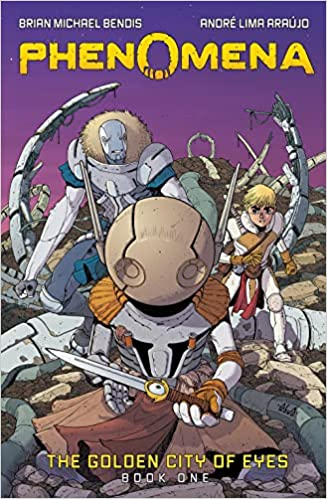 BRIAN MICHAEL BENDIS ANDRÉ LIMA ARAÚJO
PHENOMENA
THE GOLDEN CITY OF EYES
BOOK ONE